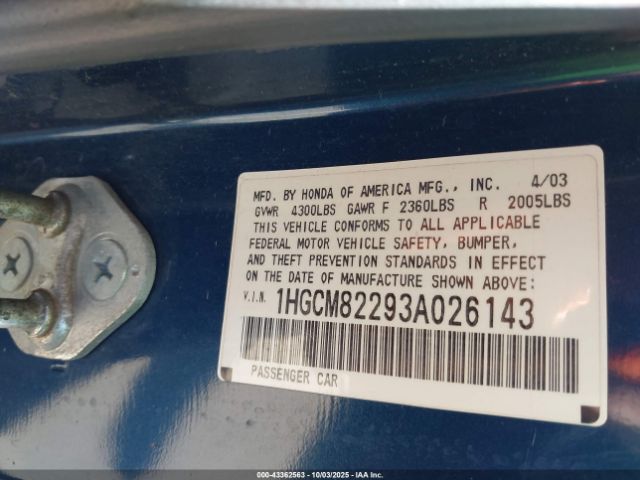 MFD. BY HONDA OF AMERICA MFG., INC. 4/03
GVWR 4300LBS GAWR F 2360LBS R 2005LBS
THIS VEHICLE CONFORMS TO ALL APPLICABLE
FEDERAL MOTOR VEHICLE SAFETY, BUMPER,
AND THEFT PREVENTION STANDARDS IN EFFECT
ON THE DATE OF MANUFACTURE SHOWN ABOVE:
V.I.N. 1HGCM82293A026143
PASSENGER CAR
000-43362563 - 10/03/2025 - IAA Inc.